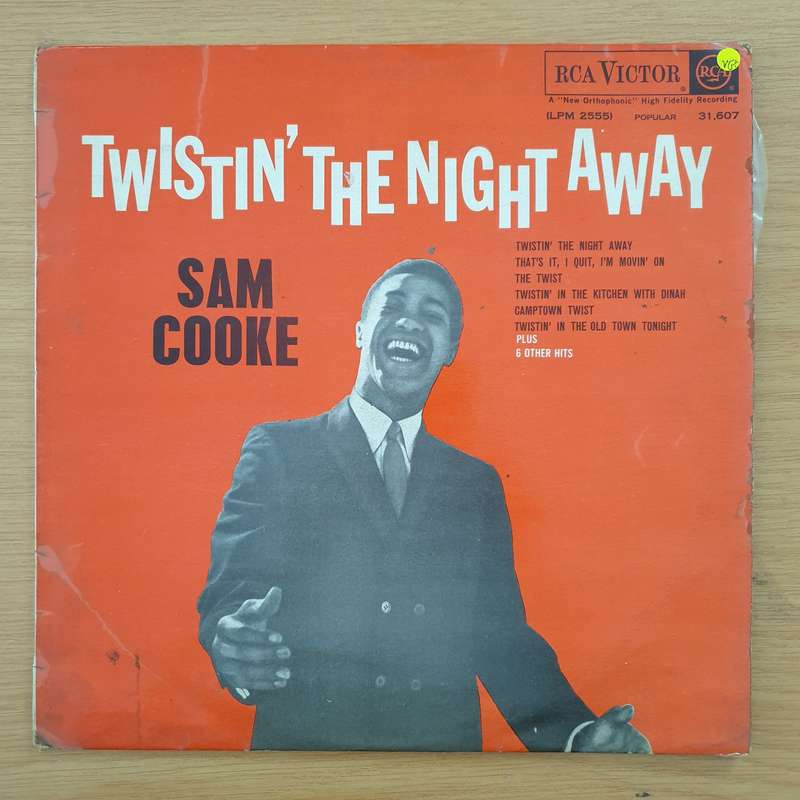 RCA VICTOR
RCA
A "New Orthophonic" High Fidelity Recording
(LPM 2555) POPULAR 31,607
TWISTIN' THE NIGHT AWAY
SAM
COOKE
TWISTIN' THE NIGHT AWAY
THAT'S IT, I QUIT, I'M MOVIN' ON
THE TWIST
TWISTIN' IN THE KITCHEN WITH DINAH
CAMPTOWN TWIST
TWISTIN' IN THE OLD TOWN TONIGHT
PLUS
6 OTHER HITS